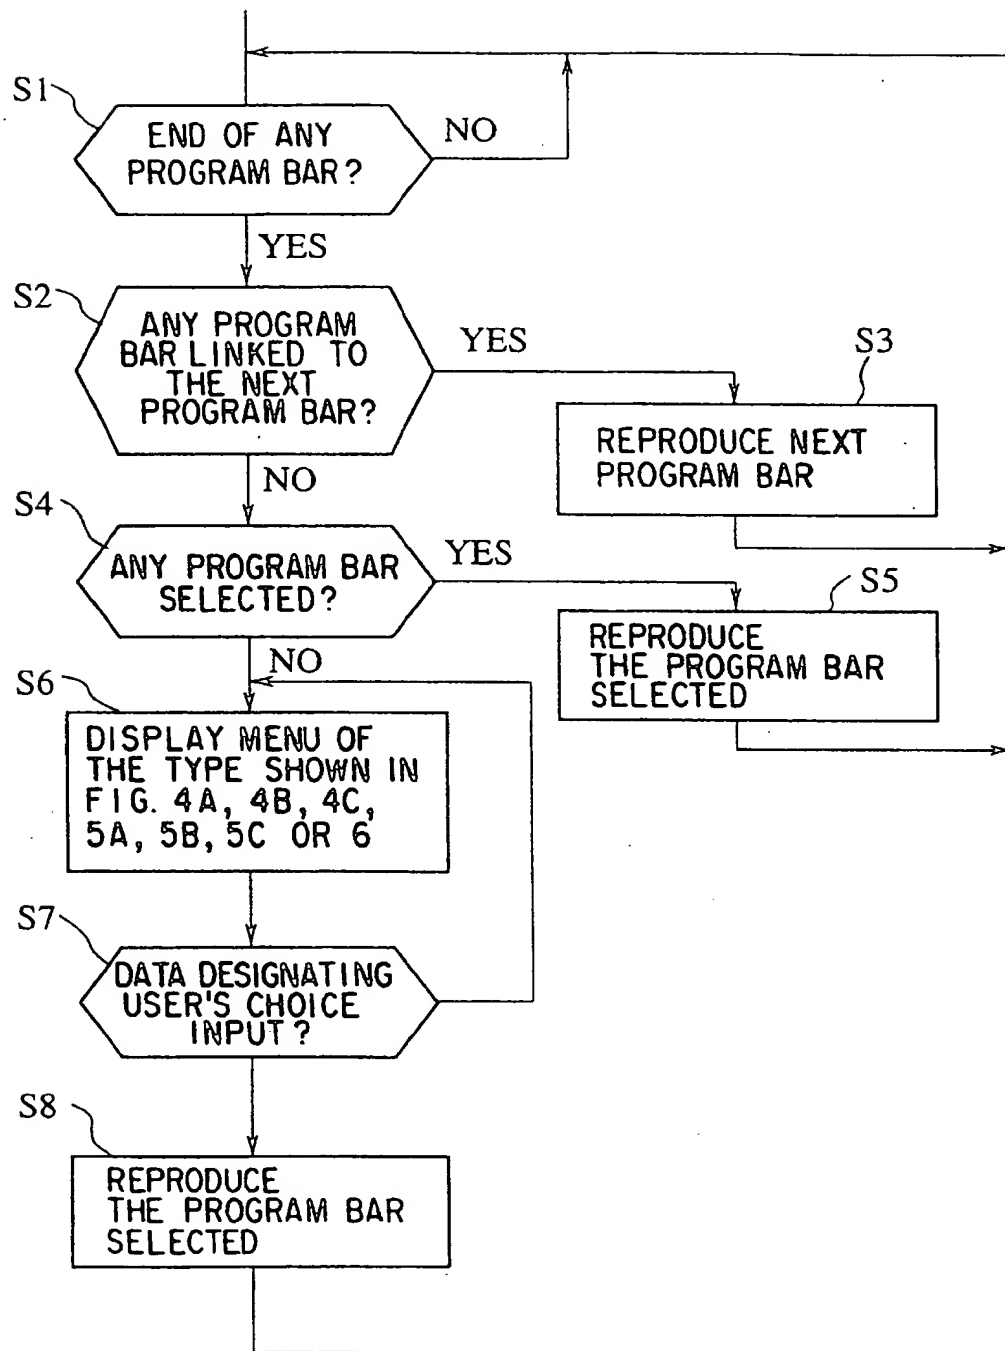 S1
END OF ANY
PROGRAM BAR?
NO
YES
S2
ANY PROGRAM
BAR LINKED TO
THE NEXT
PROGRAM BAR?
YES
S3
REPRODUCE NEXT
PROGRAM BAR
NO
S4
ANY PROGRAM BAR
SELECTED?
YES
S5
REPRODUCE
THE PROGRAM BAR
SELECTED
NO
S6
DISPLAY MENU OF
THE TYPE SHOWN IN
FIG. 4A, 4B, 4C,
5A, 5B, 5C OR 6
S7
DATA DESIGNATING
USER'S CHOICE
INPUT?
S8
REPRODUCE
THE PROGRAM BAR
SELECTED